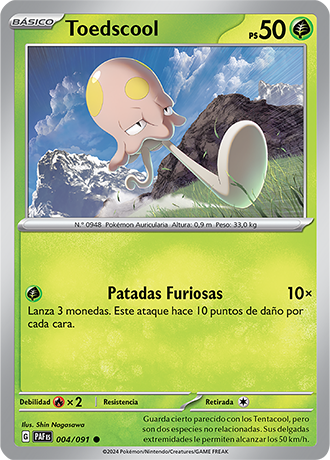 BÁSICO Toedscool PS 50
N.º 0948 Pokémon Auricularia Altura: 0,9 m Peso: 33,0 kg
Patadas Furiosas 10×
Lanza 3 monedas. Este ataque hace 10 puntos de daño por
cada cara.
Debilidad × 2 Resistencia Retirada
Ilus. Shin Nagasawa
G PAF ES 004/091
Guarda cierto parecido con los Tentacool, pero
son dos especies no relacionadas. Sus delgadas
extremidades le permiten alcanzar los 50 km/h.
©2024 Pokémon/Nintendo/Creatures/GAME FREAK